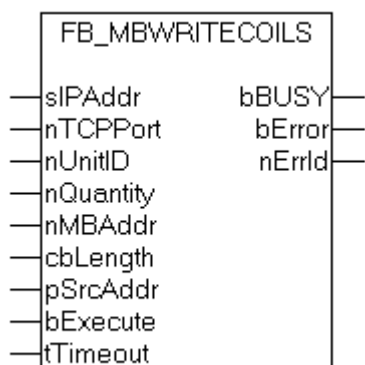 FB_MBWRITECOILS
sIPAddr bBUSY
nTCPPort bError
nUnitID nErrId
nQuantity
nMBAddr
cbLength
pSrcAddr
bExecute
tTimeout